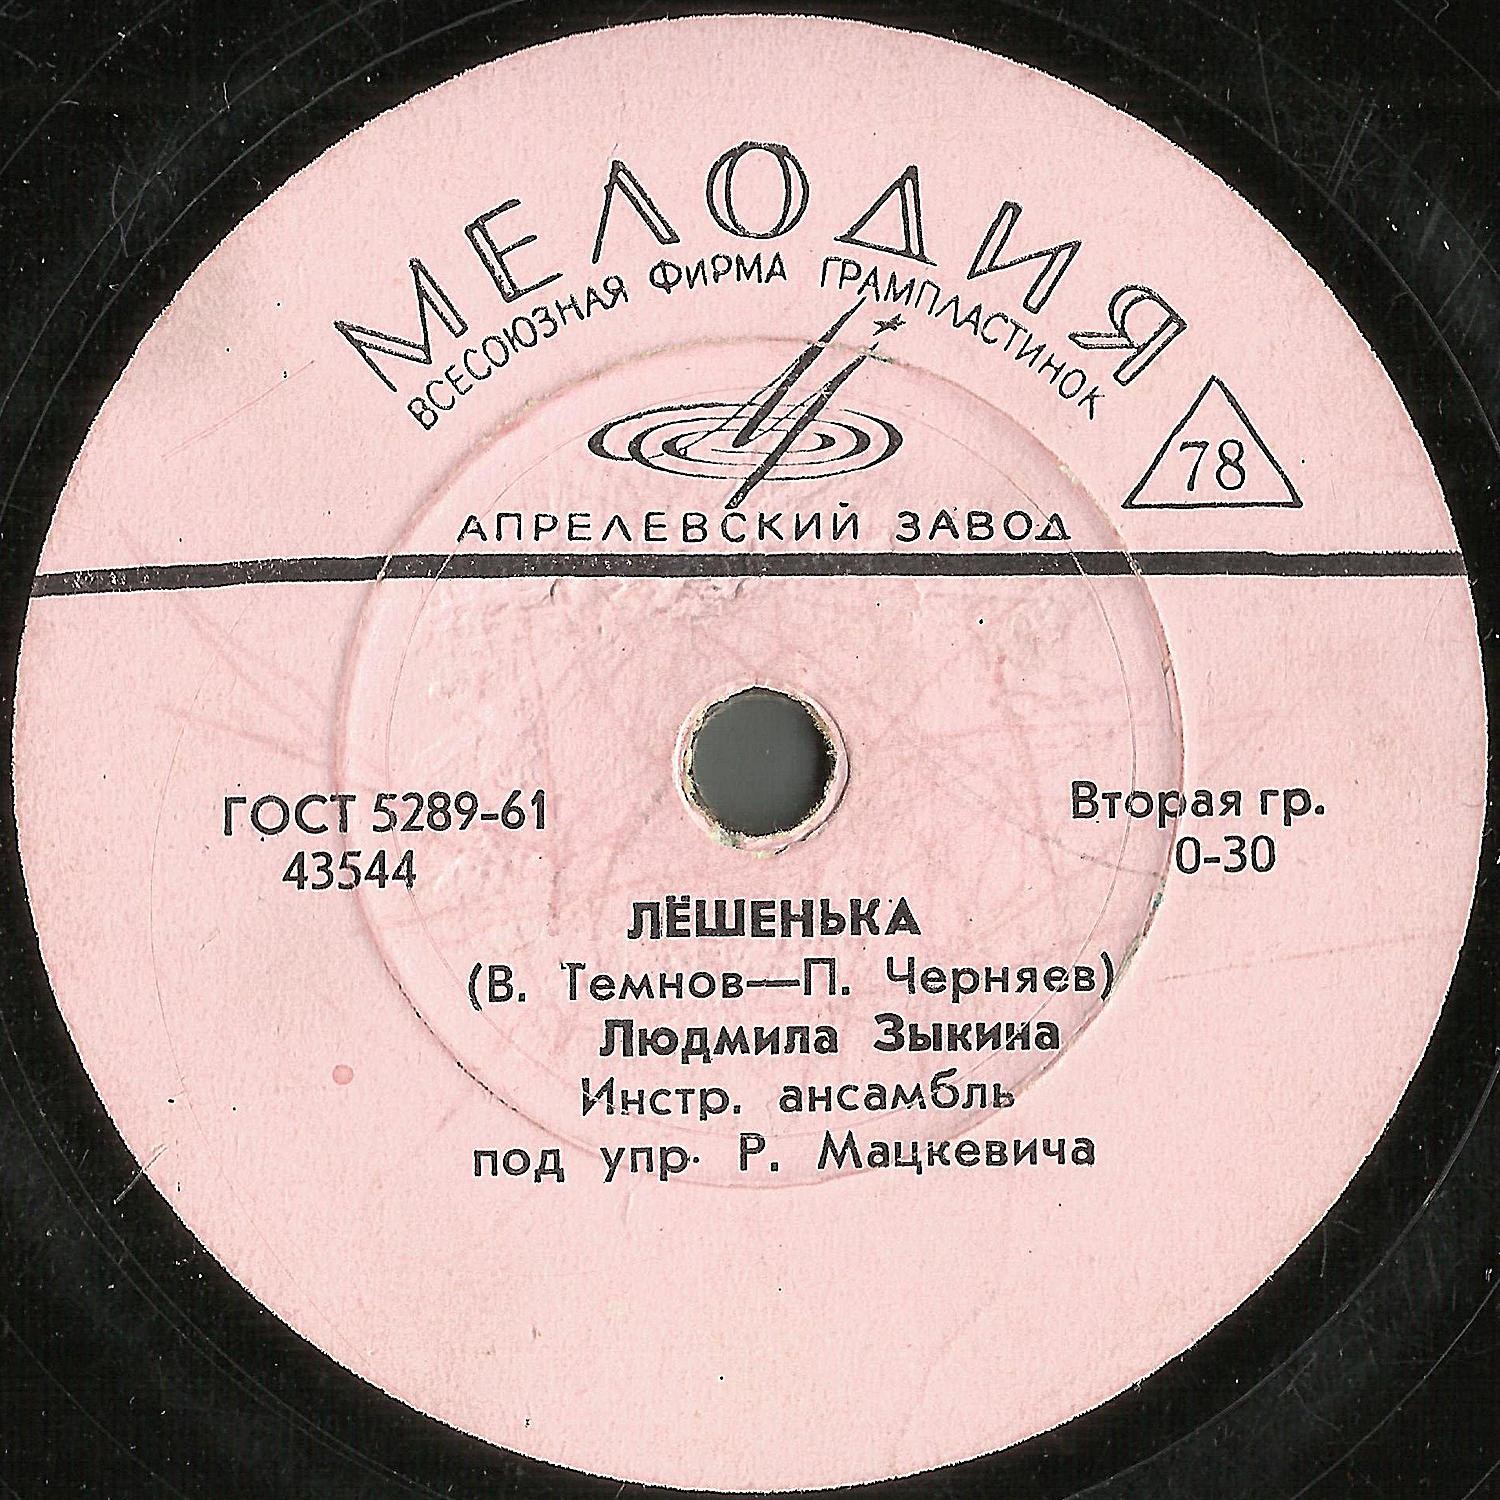 МЕЛОДИЯ
ВСЕСОЮЗНАЯ ФИРМА ГРАМПЛАСТИНОК
78
АПРЕЛЕВСКИЙ ЗАВОД
ГОСТ 5289-61
43544
Вторая гр.
0-30
ЛЁШЕНЬКА
(В. Темнов—П. Черняев)
Людмила Зыкина
Инстр. ансамбль
под упр. Р. Мацкевича